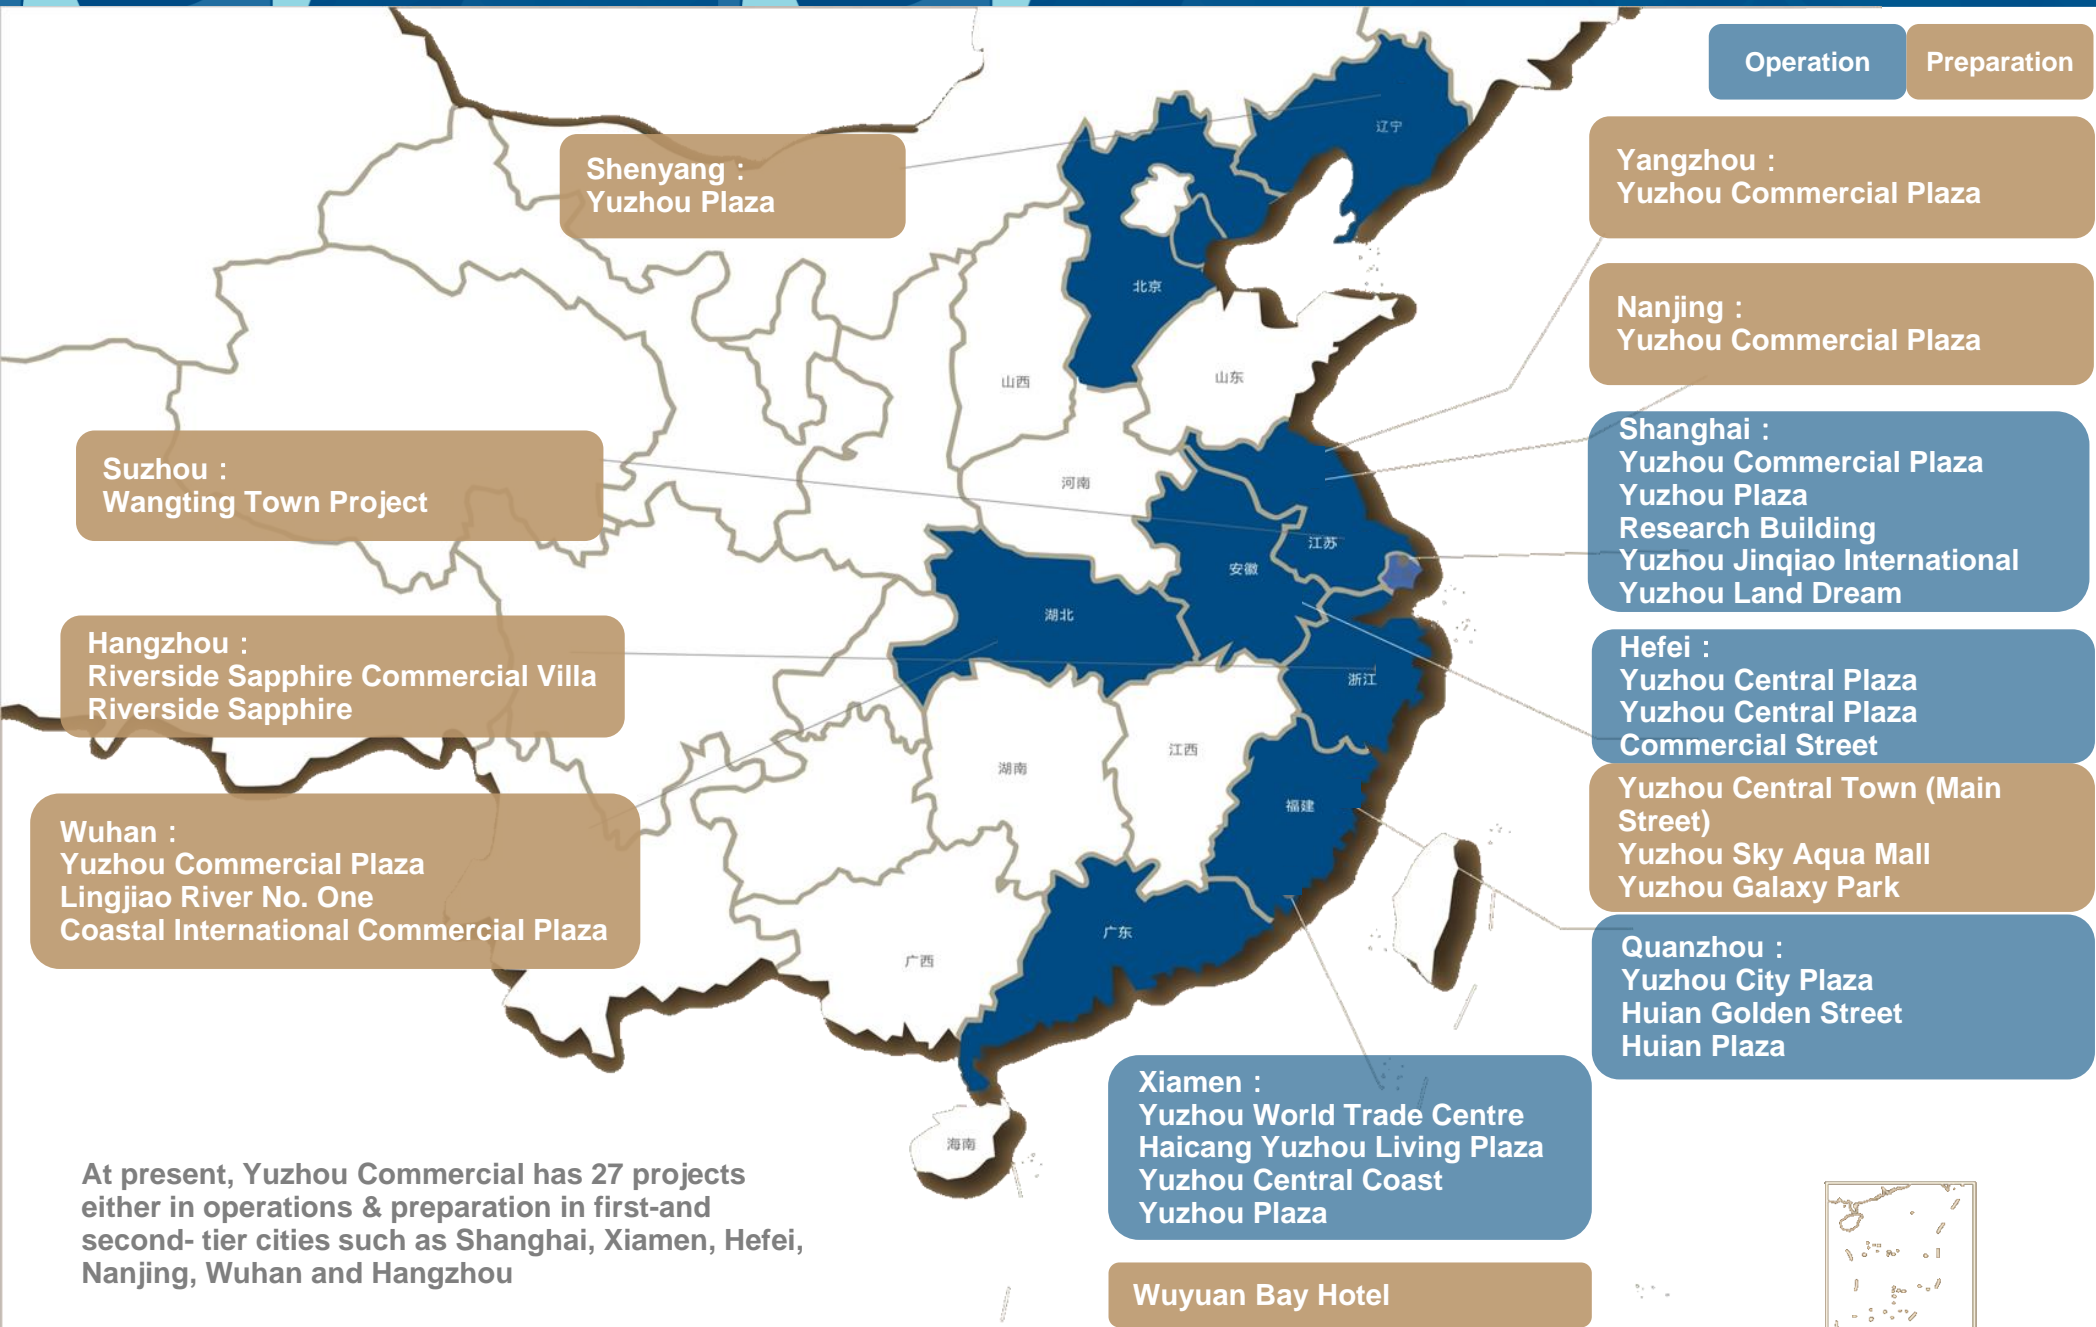 Operation
Preparation
Shenyang：
Yuzhou Plaza
Yangzhou：
Yuzhou Commercial Plaza
Nanjing：
Yuzhou Commercial Plaza
Shanghai：
Yuzhou Commercial Plaza
Yuzhou Plaza
Research Building
Yuzhou Jinqiao International
Yuzhou Land Dream
Suzhou：
Wangting Town Project
Hangzhou：
Riverside Sapphire Commercial Villa
Riverside Sapphire
Hefei：
Yuzhou Central Plaza
Yuzhou Central Plaza
Commercial Street
Yuzhou Central Town (Main
Street)
Yuzhou Sky Aqua Mall
Yuzhou Galaxy Park
Wuhan：
Yuzhou Commercial Plaza
Lingjiao River No. One
Coastal International Commercial Plaza
Quanzhou：
Yuzhou City Plaza
Huian Golden Street
Huian Plaza
Xiamen：
Yuzhou World Trade Centre
Haicang Yuzhou Living Plaza
Yuzhou Central Coast
Yuzhou Plaza
Wuyuan Bay Hotel
At present, Yuzhou Commercial has 27 projects
either in operations & preparation in first-and
second- tier cities such as Shanghai, Xiamen, Hefei,
Nanjing, Wuhan and Hangzhou
辽宁
北京
山西
山东
河南
江苏
安徽
湖北
浙江
江西
湖南
福建
广东
广西
海南